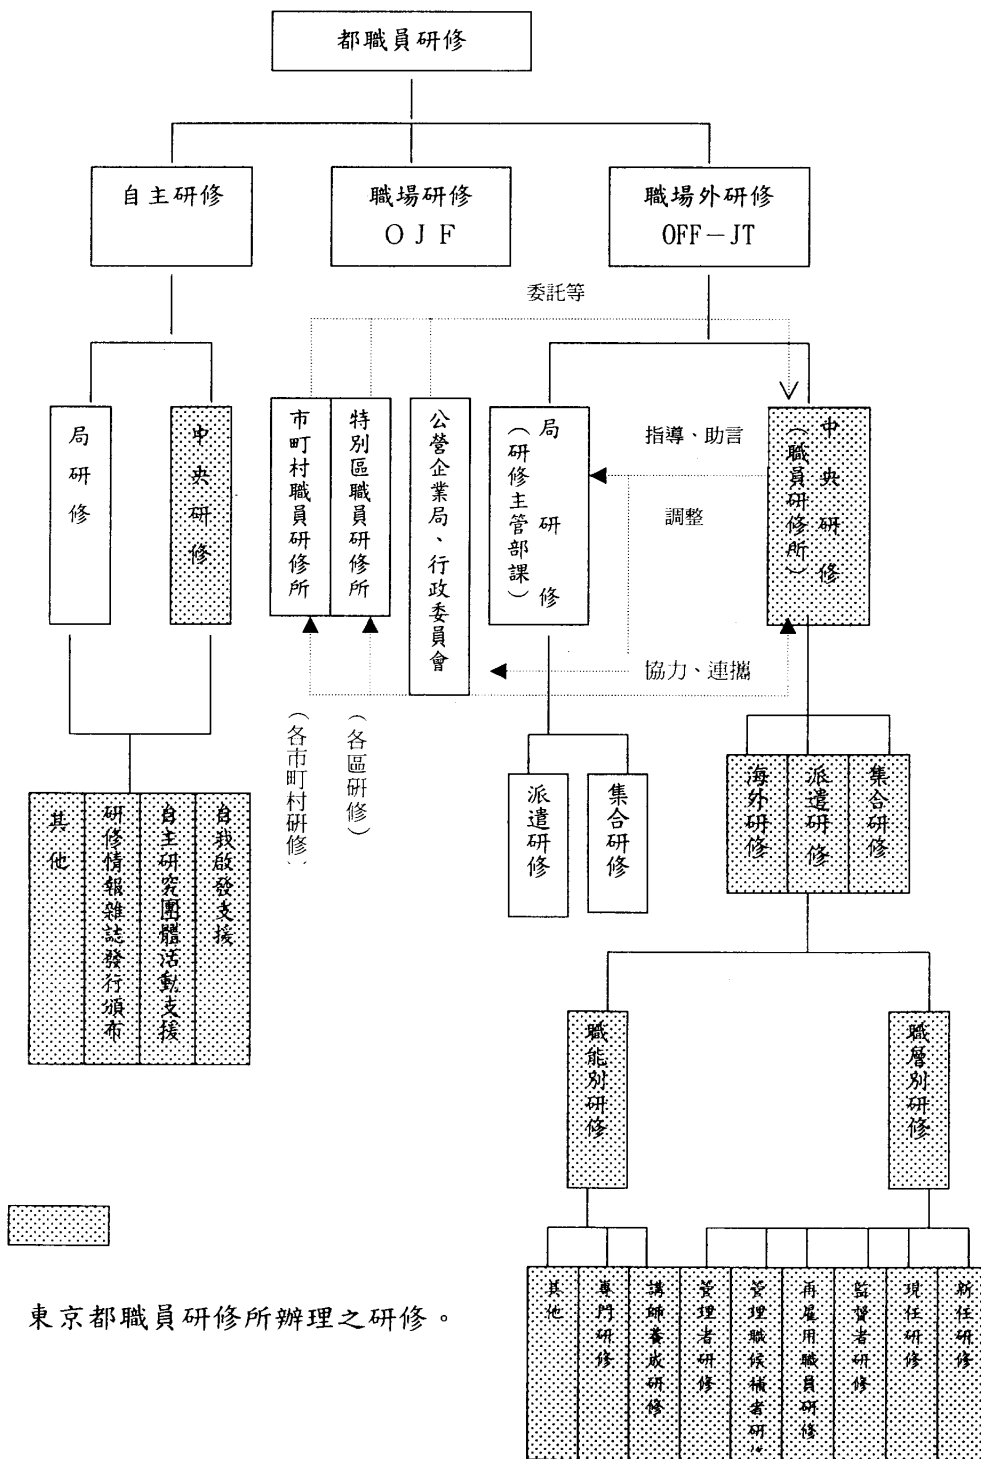 都職員研修
自主研修
職場研修
OJF
職場外研修
OFF－JT
委託等
局研修
中央研修
市町村職員研修所
特別區職員研修所
公營企業局、行政委員會
局研修
（研修主管部課）
指導、助言
調整
中央研修
（職員研修所）
協力、連攜
（各市町村研修）
（各區研修）
其他
研修情報雜誌發行頒布
自主研究團體活動支援
自我啟發支援
派遣研修
集合研修
海外研修
派遣研修
集合研修
職能別研修
職層別研修
其他
專門研修
講師養成研修
管理者研修
管理職候補者研
再雇用職員研修
監督者研修
現任研修
新任研修
東京都職員研修所辦理之研修。